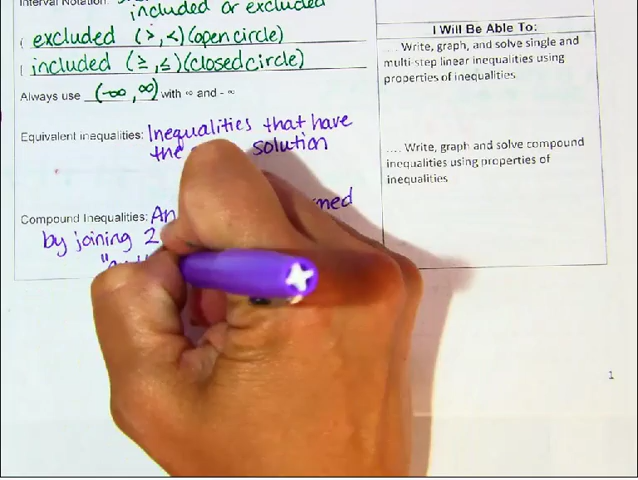 Interval Notation:
included or excluded
I Will Be Able To:
( excluded (>, <)(open circle)
.... Write, graph, and solve single and
multi-step linear inequalities using
properties of inequalities
[ included (≥, ≤)(closed circle)
Always use (-∞, ∞) with ∞ and - ∞
Equivalent inequalities: Inequalities that have
the solution
.... Write, graph and solve compound
inequalities using properties of
inequalities
Compound Inequalities: An
by joining 2
1